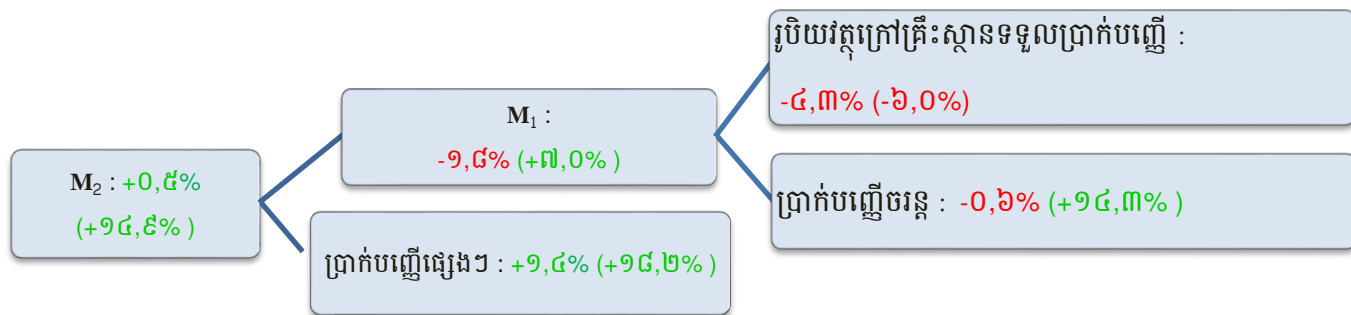 M₂ : +0,៥%
(+១៤,៩% )
M₁ :
-១,៨% (+៧,០% )
ប្រាក់បញ្ញើផ្សេងៗ : +១,៤% (+១៨,២% )
រូបិយវត្ថុក្រៅគ្រឹះស្ថានទទួលប្រាក់បញ្ញើ :
-៤,៣% (-៦,០%)
ប្រាក់បញ្ញើចរន្ត : -០,៦% (+១៤,៣% )